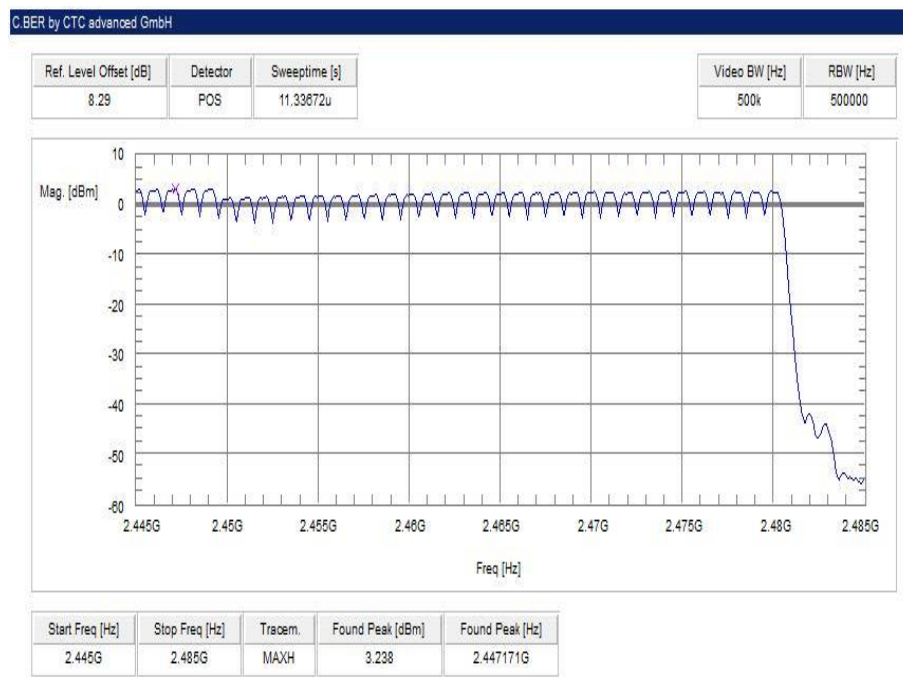 C.BER by CTC advanced GmbH
Ref. Level Offset [dB] Detector Sweeptime [s] Video BW [Hz] RBW [Hz]
8.29 POS 11.33672u 500k 500000
10
Mag. [dBm]
0
-10
-20
-30
-40
-50
-60
2.445G 2.45G 2.455G 2.46G 2.465G 2.47G 2.475G 2.48G 2.485G
Freq [Hz]
Start Freq [Hz] Stop Freq [Hz] Tracem. Found Peak [dBm] Found Peak [Hz]
2.445G 2.485G MAXH 3.238 2.447171G